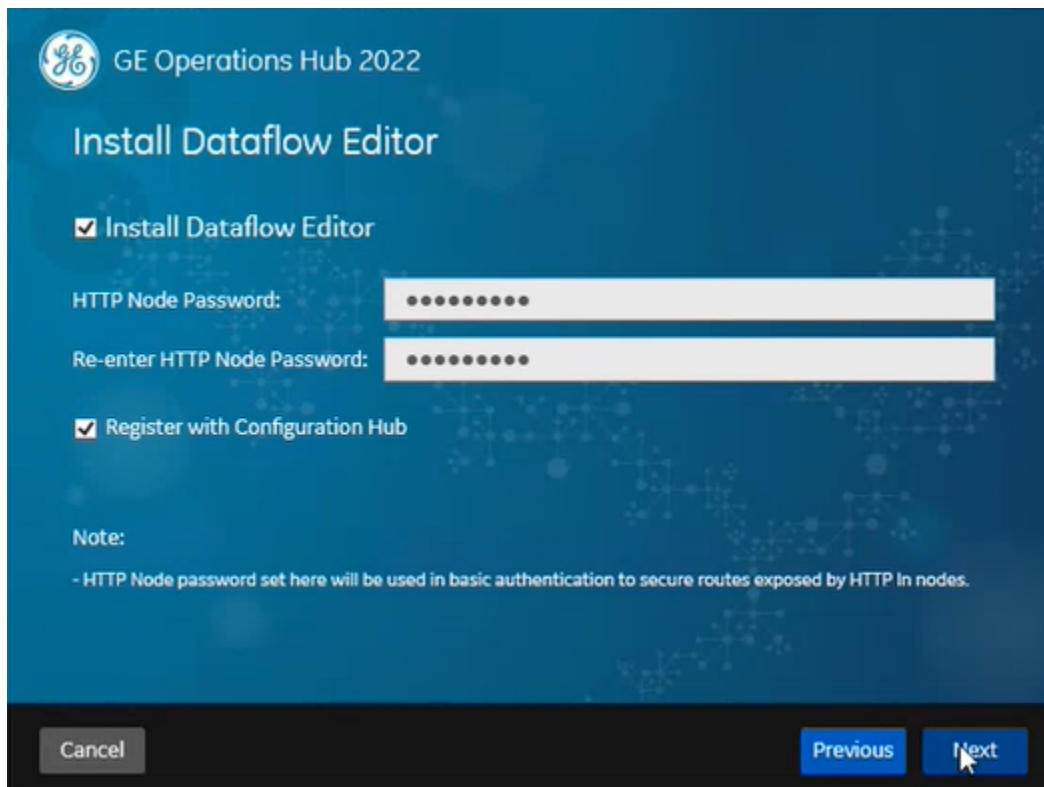 GE Operations Hub 2022
Install Dataflow Editor
Install Dataflow Editor
HTTP Node Password:
Re-enter HTTP Node Password:
Register with Configuration Hub
Note:
- HTTP Node password set here will be used in basic authentication to secure routes exposed by HTTP In nodes.
Cancel Previous Next